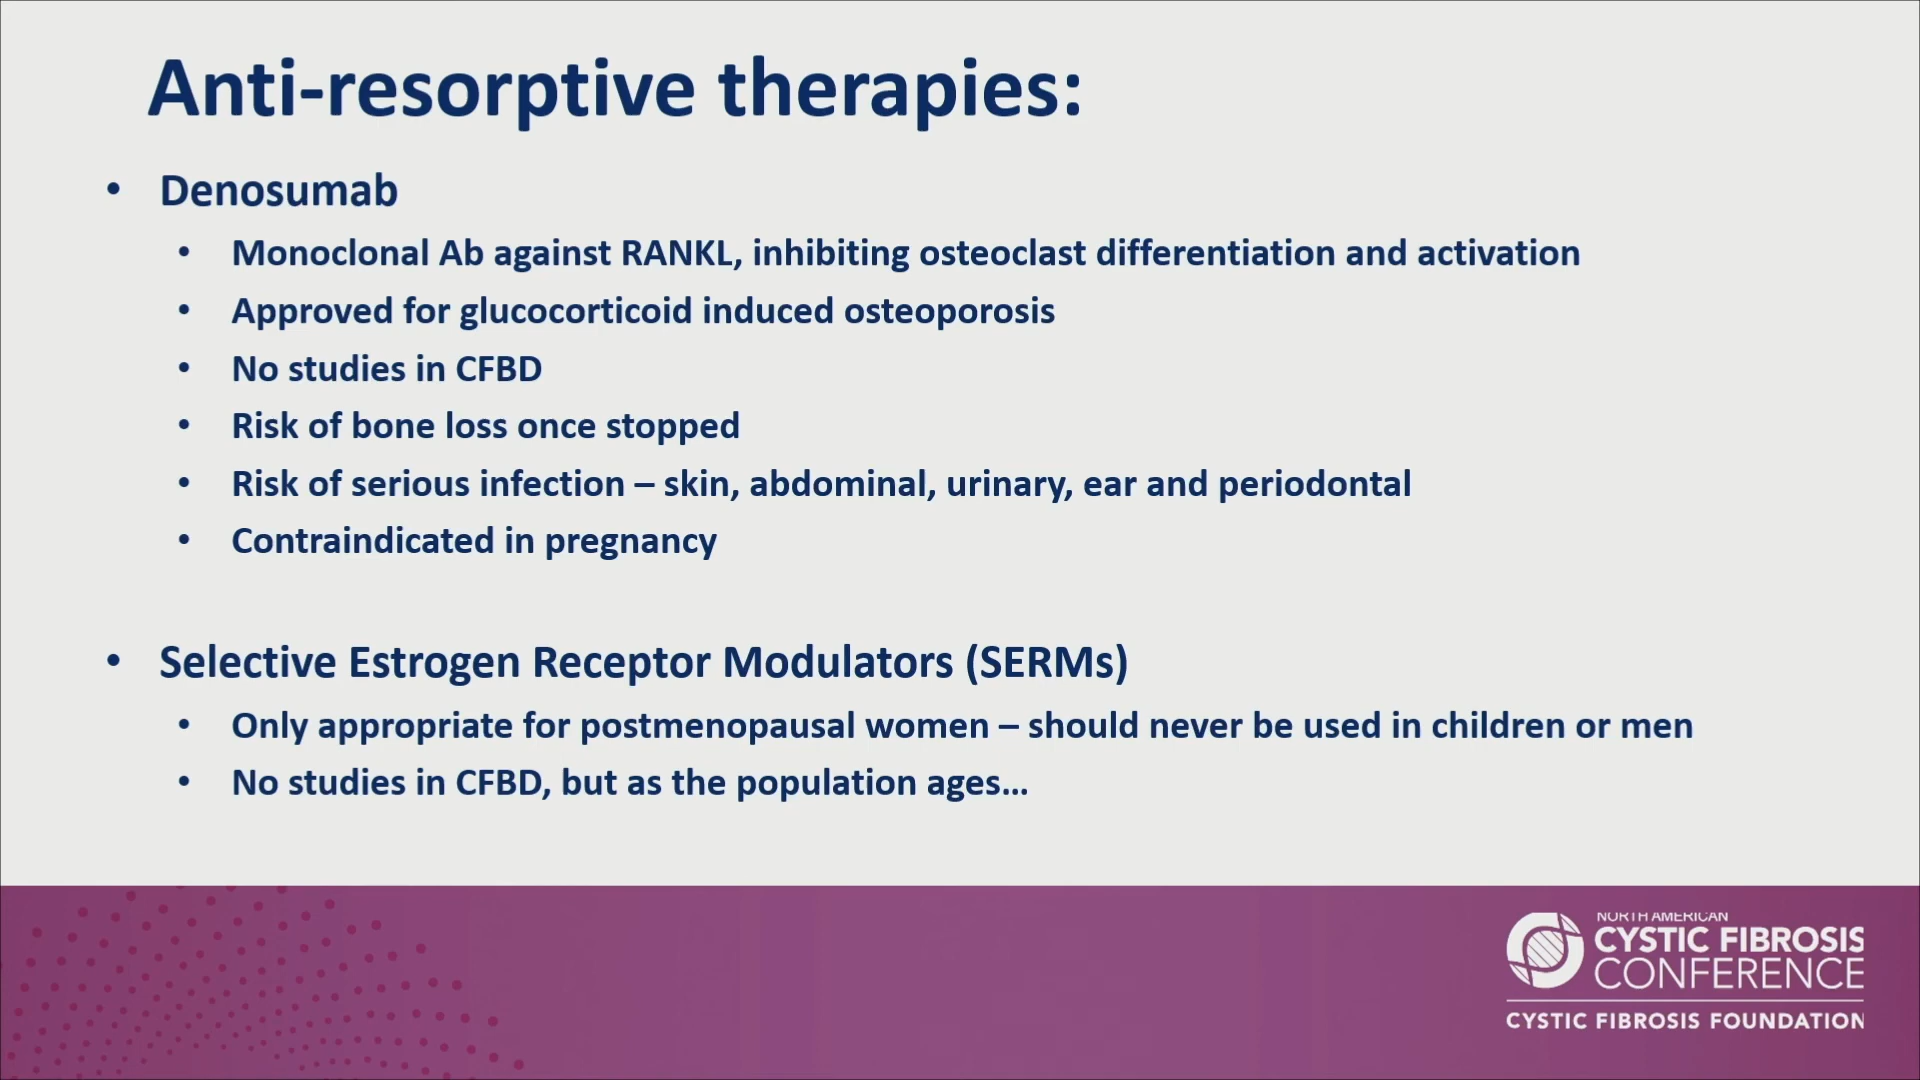 Anti-resorptive therapies:
• Denosumab
• Monoclonal Ab against RANKL, inhibiting osteoclast differentiation and activation
• Approved for glucocorticoid induced osteoporosis
• No studies in CFBD
• Risk of bone loss once stopped
• Risk of serious infection – skin, abdominal, urinary, ear and periodontal
• Contraindicated in pregnancy
• Selective Estrogen Receptor Modulators (SERMs)
• Only appropriate for postmenopausal women – should never be used in children or men
• No studies in CFBD, but as the population ages...
NORTH AMERICAN
CYSTIC FIBROSIS
CONFERENCE
CYSTIC FIBROSIS FOUNDATION